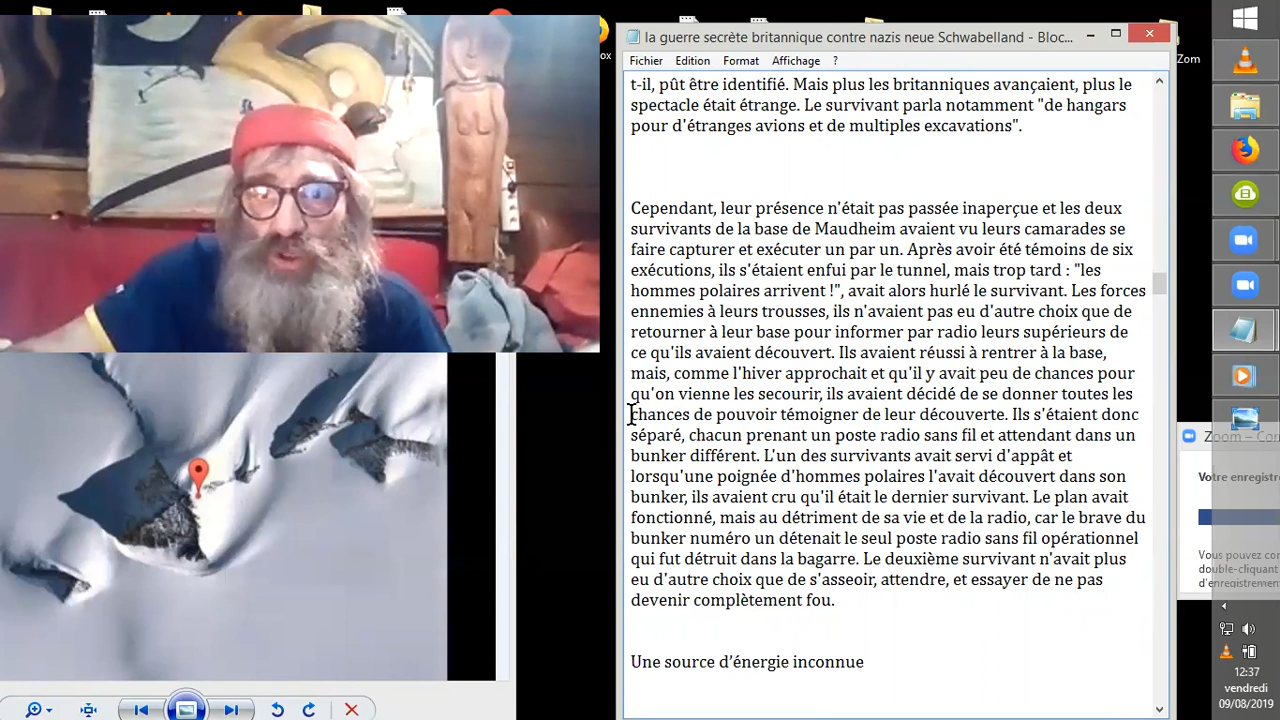 la guerre secrète britannique contre nazis neue Schwabelland - Bloc...
Fichier Edition Format Affichage ?
t-il, pût être identifié. Mais plus les britanniques avançaient, plus le
spectacle était étrange. Le survivant parla notamment "de hangars
pour d'étranges avions et de multiples excavations".
Cependant, leur présence n'était pas passée inaperçue et les deux
survivants de la base de Maudheim avaient vu leurs camarades se
faire capturer et exécuter un par un. Après avoir été témoins de six
exécutions, ils s'étaient enfui par le tunnel, mais trop tard : "les
hommes polaires arrivent !", avait alors hurlé le survivant. Les forces
ennemies à leurs trousses, ils n'avaient pas eu d'autre choix que de
retourner à leur base pour informer par radio leurs supérieurs de
ce qu'ils avaient découvert. Ils avaient réussi à rentrer à la base,
mais, comme l'hiver approchait et qu'il y avait peu de chances pour
qu'on vienne les secourir, ils avaient décidé de se donner toutes les
chances de pouvoir témoigner de leur découverte. Ils s'étaient donc
séparé, chacun prenant un poste radio sans fil et attendant dans un
bunker différent. L'un des survivants avait servi d'appât et
lorsqu'une poignée d'hommes polaires l'avait découvert dans son
bunker, ils avaient cru qu'il était le dernier survivant. Le plan avait
fonctionné, mais au détriment de sa vie et de la radio, car le brave du
bunker numéro un détenait le seul poste radio sans fil opérationnel
qui fut détruit dans la bagarre. Le deuxième survivant n'avait plus
eu d'autre choix que de s'asseoir, attendre, et essayer de ne pas
devenir complètement fou.
Une source d'énergie inconnue
ox
Zom
Zoom – Co
Votre enregistre
Vous pouvez co
double-cliquant
d'enregistremen
12:37
vendredi
09/08/2019